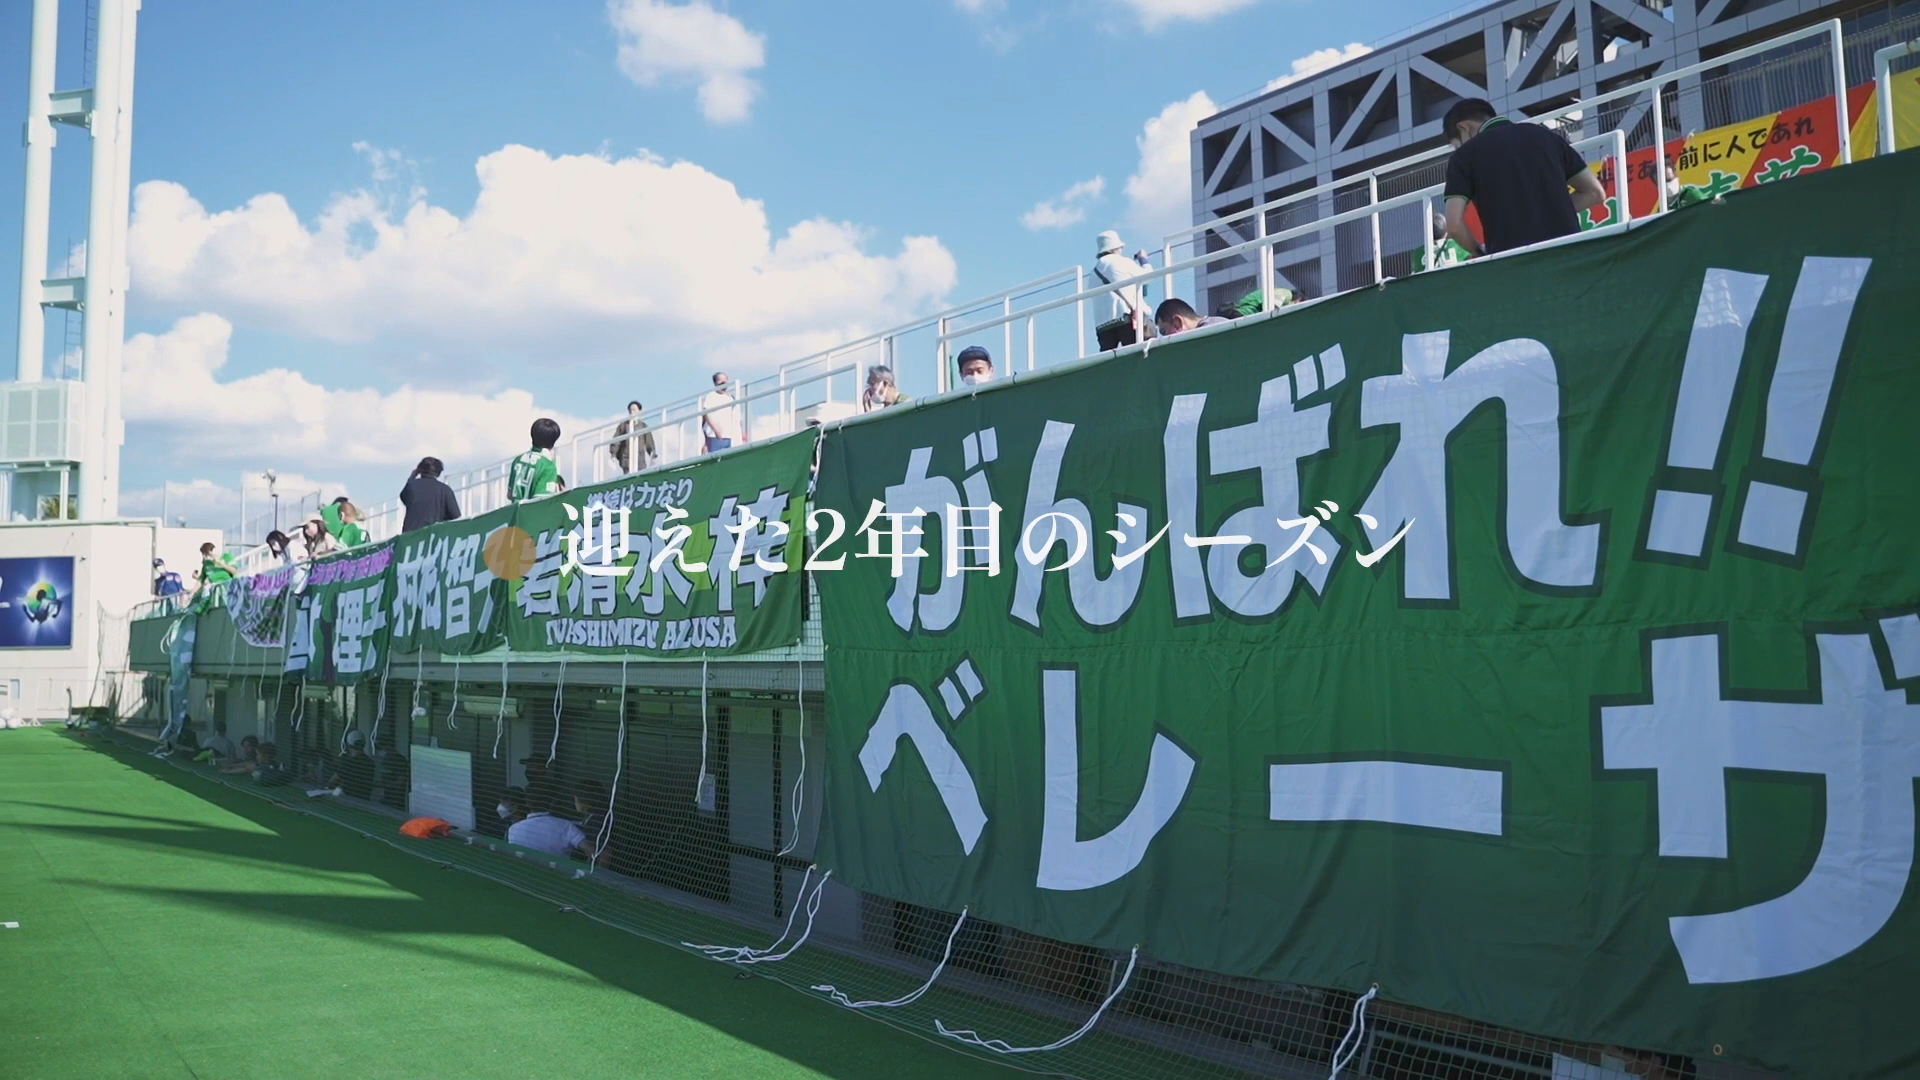 迎えた2年目のシーズン
がんばれ!!
ベレーザ
継続は力なり
岩清水 梓
IWASHIMIZU AZUSA
村松智子
前に人であれ